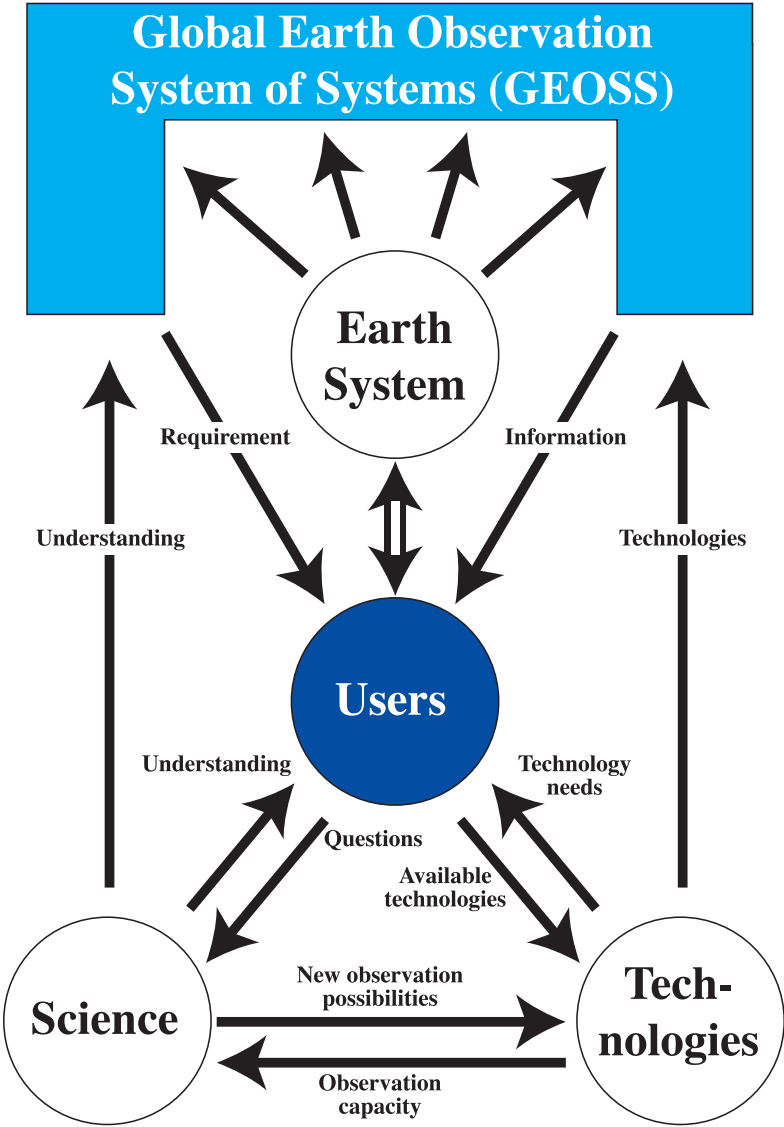 Global Earth Observation
System of Systems (GEOSS)
Earth
System
Requirement
Information
Understanding
Technologies
Users
Understanding
Technology
needs
Questions
Available
technologies
Science
New observation
possibilities
Tech-
nologies
Observation
capacity